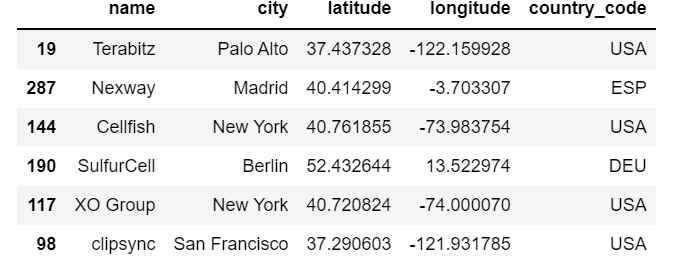 name city latitude longitude country_code
19 Terabitz Palo Alto 37.437328 -122.159928 USA
287 Nexway Madrid 40.414299 -3.703307 ESP
144 Cellfish New York 40.761855 -73.983754 USA
190 SulfurCell Berlin 52.432644 13.522974 DEU
117 XO Group New York 40.720824 -74.000070 USA
98 clipsync San Francisco 37.290603 -121.931785 USA